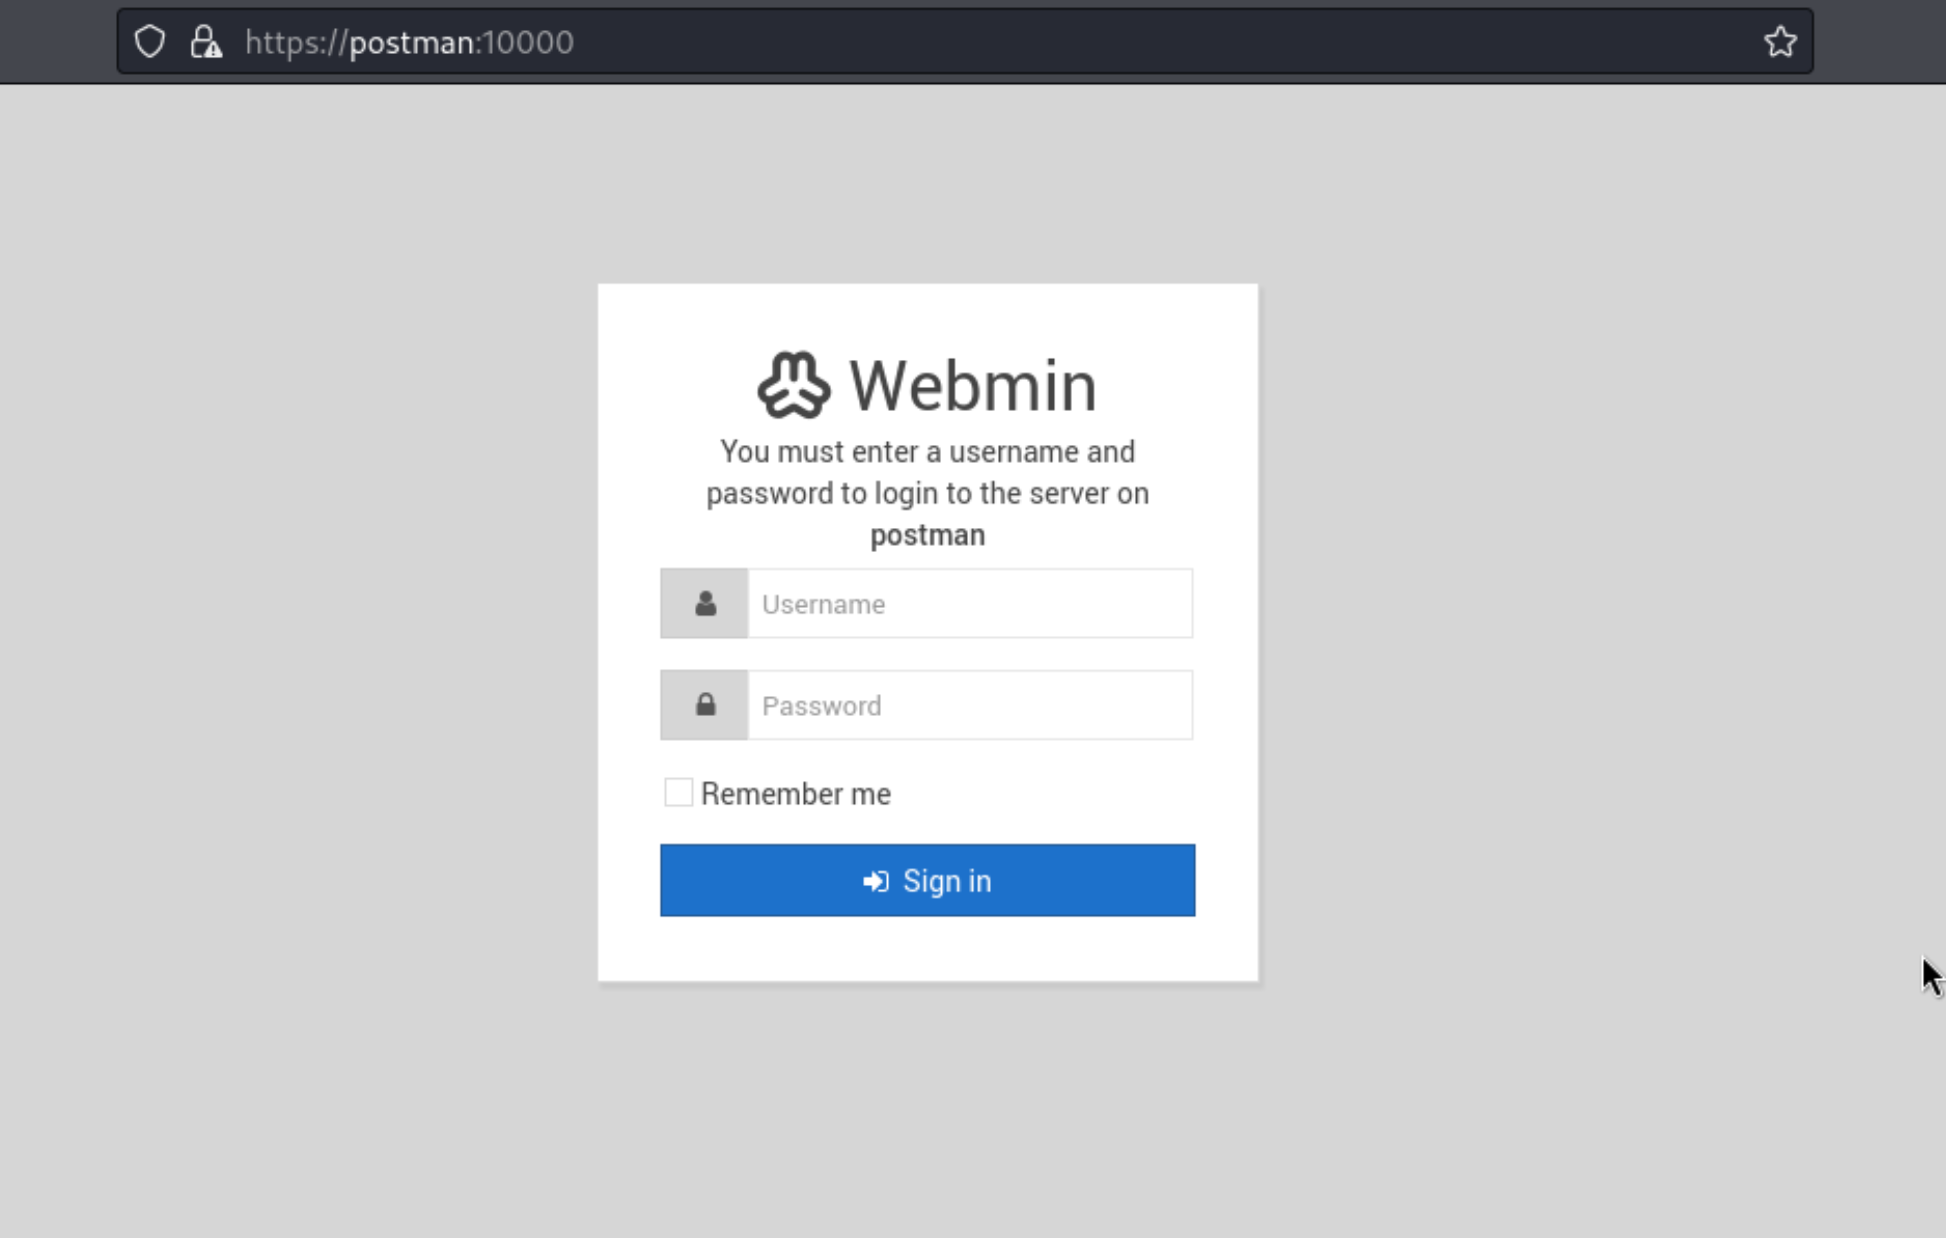 https://postman:10000
Webmin
You must enter a username and
password to login to the server on
postman
Username
Password
Remember me
Sign in